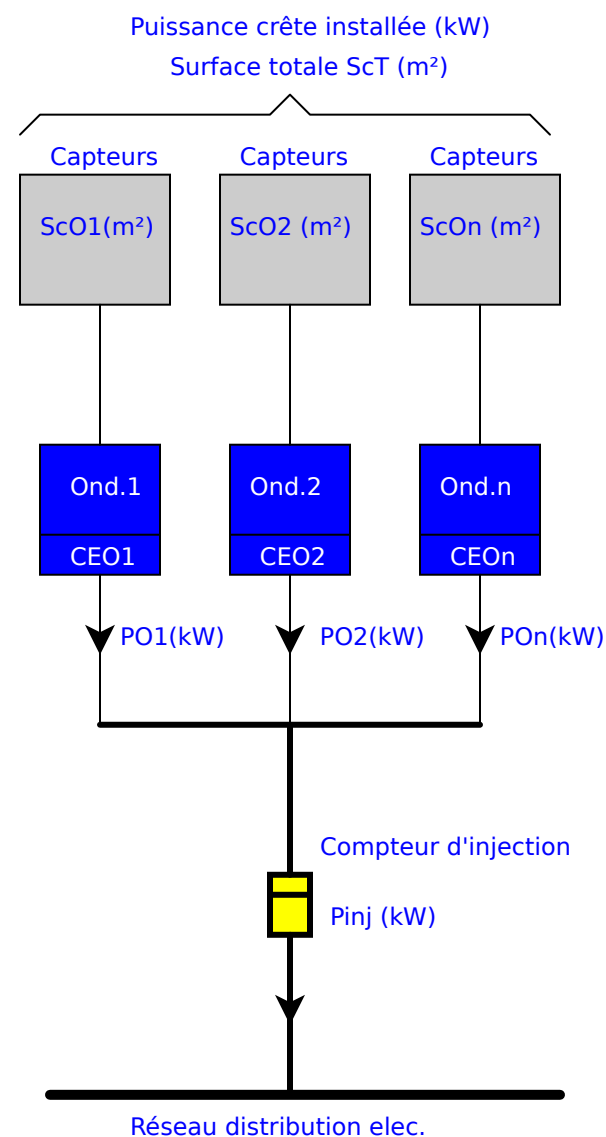 Puissance crête installée (kW)
Surface totale ScT (m²)
Capteurs Capteurs Capteurs
ScO1(m²) ScO2 (m²) ScOn (m²)
Ond.1 Ond.2 Ond.n
CEO1 CEO2 CEOn
PO1(kW) PO2(kW) POn(kW)
Compteur d'injection
Pinj (kW)
Réseau distribution elec.